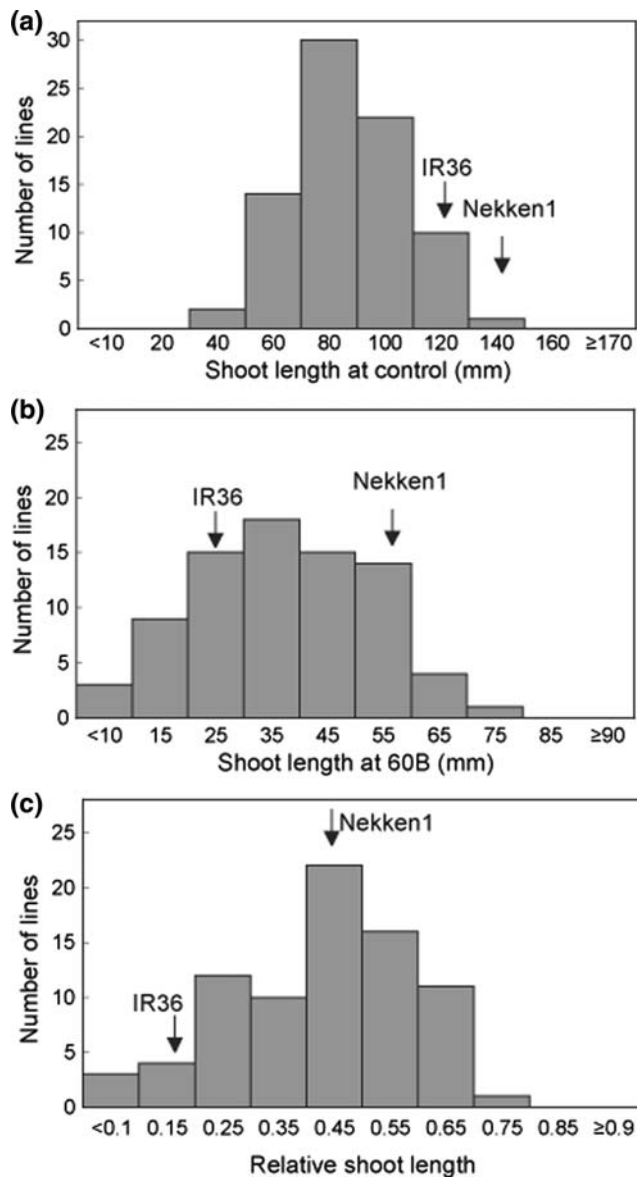 (a)
Number of lines
30
25
20
15
10
5
0
IR36
Nekken1
<10 20 40 60 80 100 120 140 160 ≥170
Shoot length at control (mm)
(b)
Number of lines
25
20
15
10
5
0
IR36
Nekken1
<10 15 25 35 45 55 65 75 85 ≥90
Shoot length at 60B (mm)
(c)
Number of lines
25
20
15
10
5
0
Nekken1
IR36
<0.1 0.15 0.25 0.35 0.45 0.55 0.65 0.75 0.85 ≥0.9
Relative shoot length